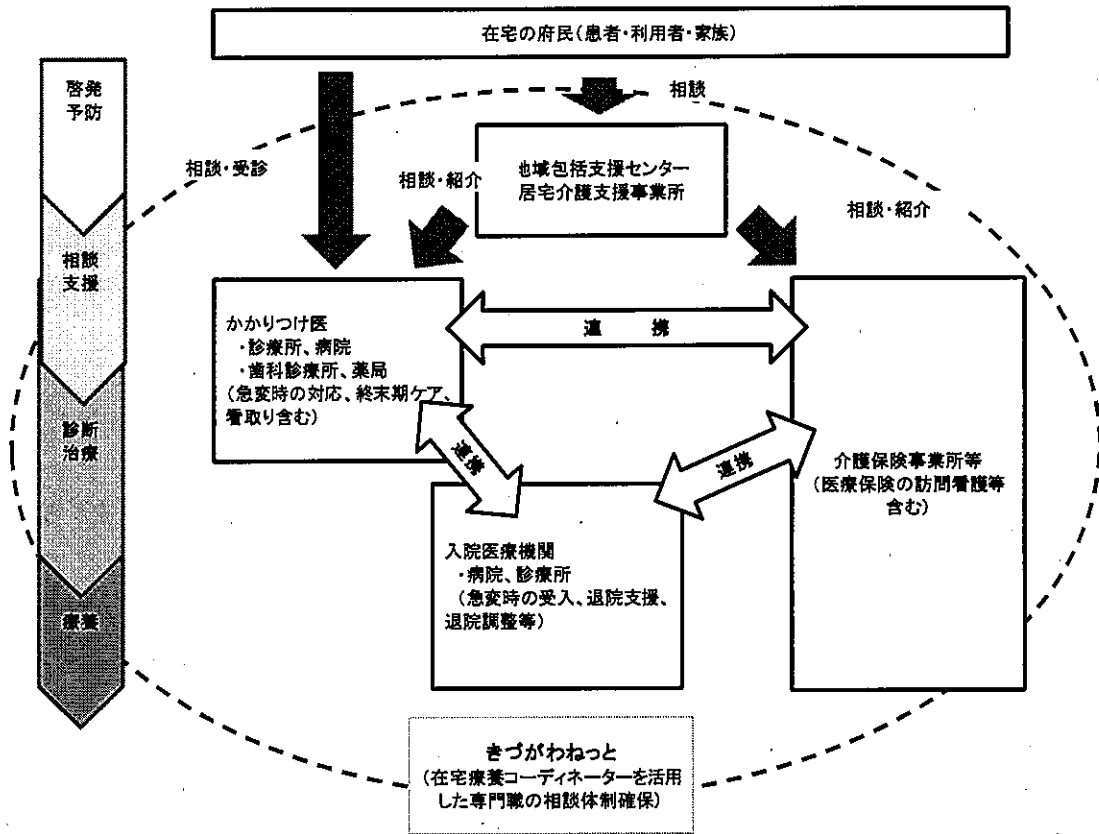 在宅の府民（患者・利用者・家族）
啓発
予防
相談
相談・受診
相談・紹介
地域包括支援センター
居宅介護支援事業所
相談・紹介
相談
支援
かかりつけ医
・診療所、病院
・歯科診療所、薬局
（急変時の対応、終末期ケア、
看取り含む）
連　携
診断
治療
連携
連携
介護保険事業所等
（医療保険の訪問看護等
含む）
入院医療機関
・病院、診療所
（急変時の受入、退院支援、
退院調整等）
療養
きづがわねっと
（在宅療養コーディネーターを活用
した専門職の相談体制確保）